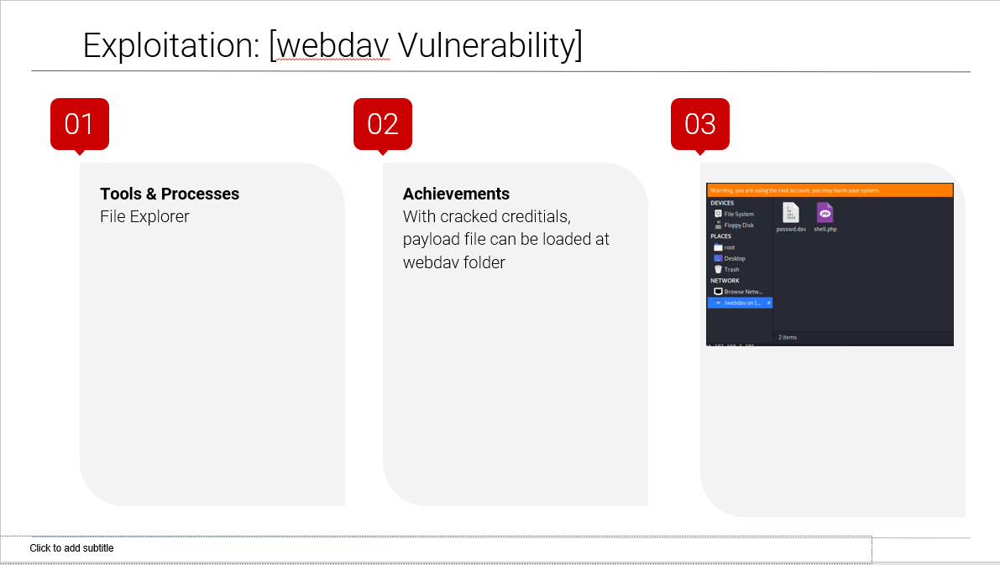 Exploitation: [webdav Vulnerability]
01
Tools & Processes
File Explorer
02
Achievements
With cracked creditials,
payload file can be loaded at
webdav folder
03
Warning, you are using the root account, you may harm your system.
DEVICES
File System
Floppy Disk
PLACES
root
Desktop
Trash
NETWORK
Browse Netw...
/webdav on 1...
passwd.dav
shell.php
2 items
Click to add subtitle